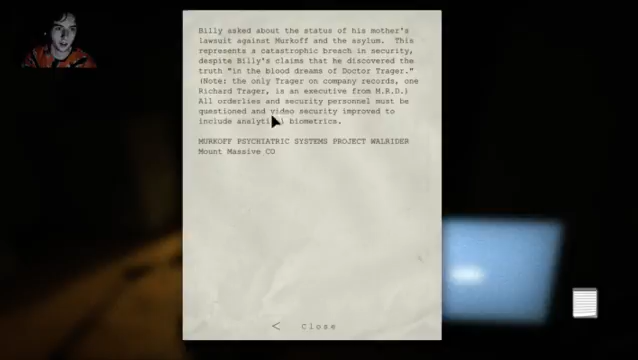 Billy asked about the status of his mother's
lawsuit against Murkoff and the asylum. This
represents a catastrophic breach in security,
despite Billy's claims that he discovered the
truth "in the blood dreams of Doctor Trager."
(Note: the only Trager on company records, one
Richard Trager, is an executive from M.R.D.)
All orderlies and security personnel must be
questioned and video security improved to
include biometrics.
MURKOFF PSYCHIATRIC SYSTEMS PROJECT WALRIDER
Mount Massive CO
< Close